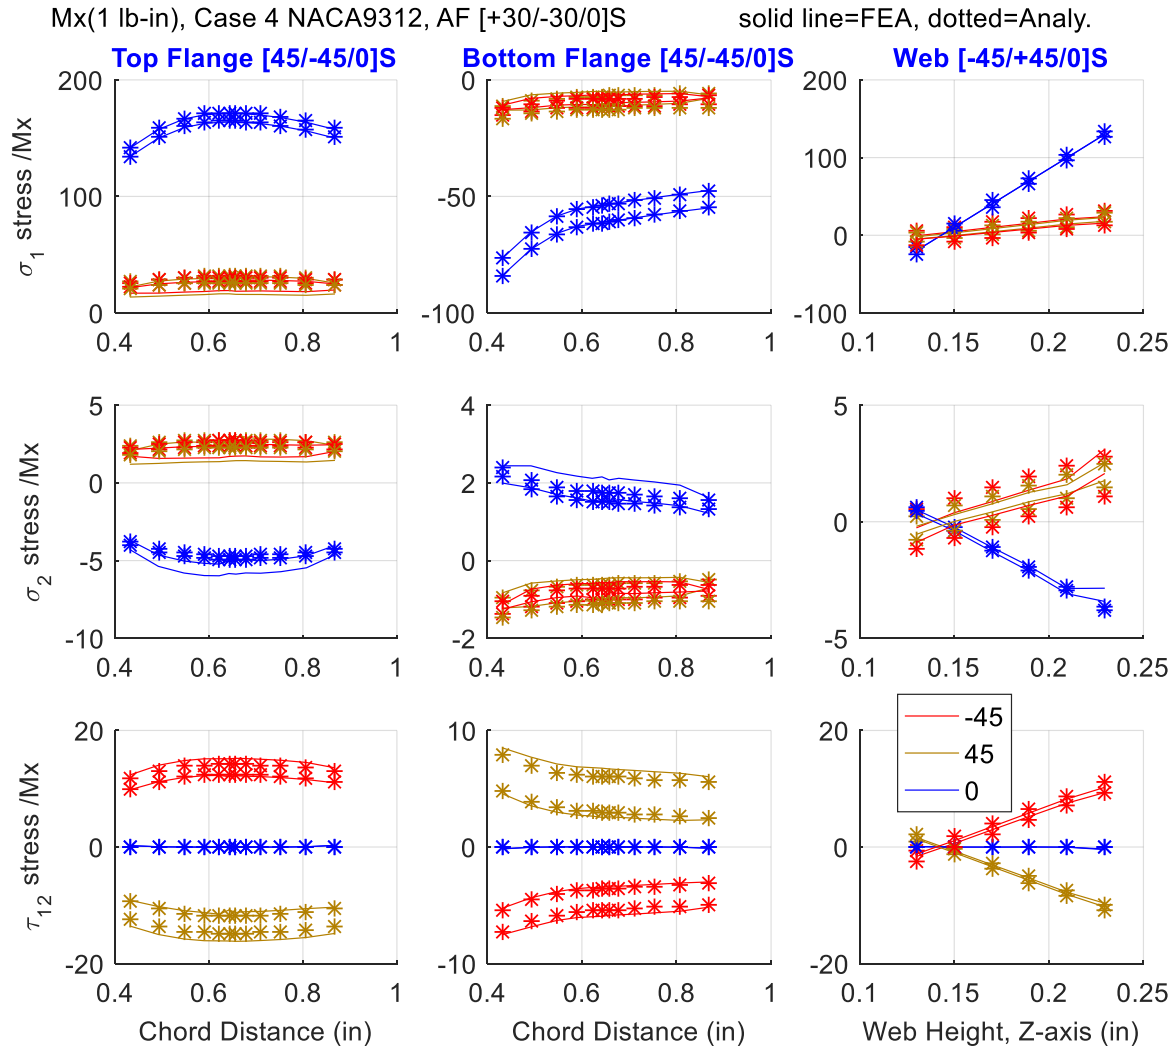 Mx(1 lb-in), Case 4 NACA9312, AF [+30/-30/0]S solid line=FEA, dotted=Analy.
Top Flange [45/-45/0]S Bottom Flange [45/-45/0]S Web [-45/+45/0]S
σ1 stress /Mx
200
100
0
0.4 0.6 0.8 1
0
-50
-100
0.4 0.6 0.8 1
200
100
0
-100
0.1 0.15 0.2 0.25
σ2 stress /Mx
5
0
-5
-10
0.4 0.6 0.8 1
4
2
0
-2
0.4 0.6 0.8 1
5
0
-5
0.1 0.15 0.2 0.25
τ12 stress /Mx
20
0
-20
0.4 0.6 0.8 1
Chord Distance (in)
10
0
-10
0.4 0.6 0.8 1
Chord Distance (in)
20
0
-20
0.1 0.15 0.2 0.25
Web Height, Z-axis (in)
-45
45
0